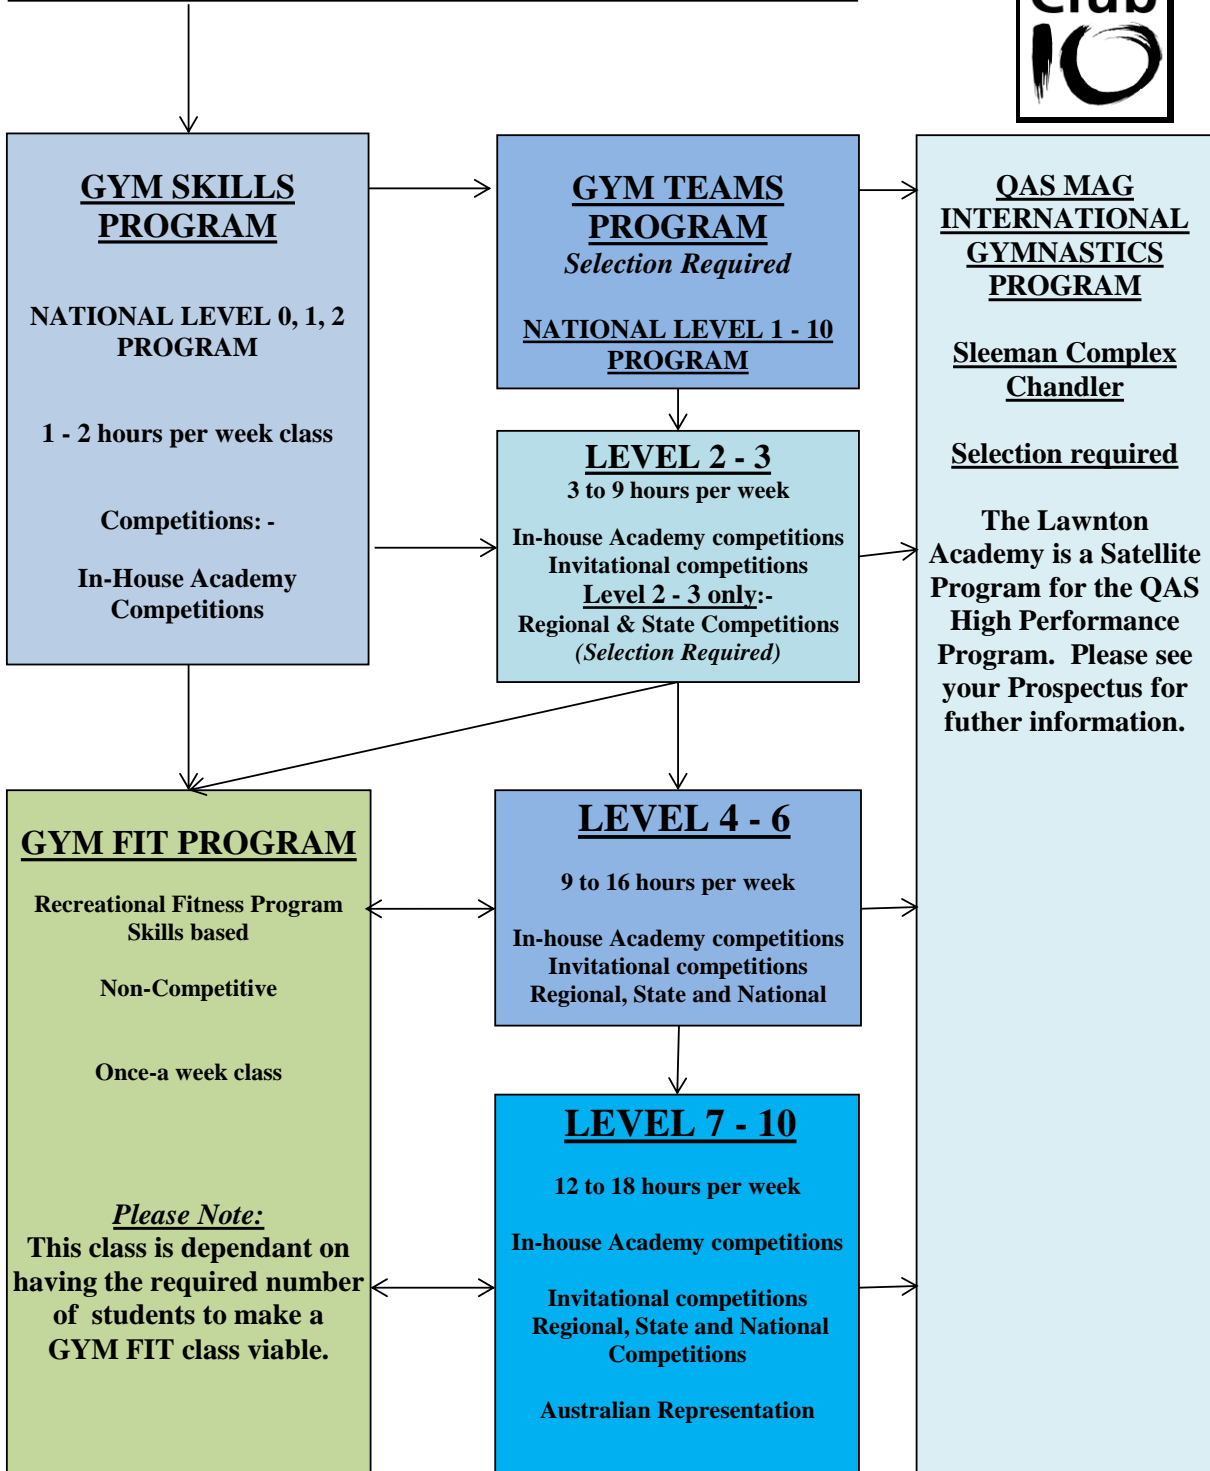 Club
10
GYM SKILLS
PROGRAM
NATIONAL LEVEL 0, 1, 2
PROGRAM
1 - 2 hours per week class
Competitions: -
In-House Academy
Competitions
GYM TEAMS
PROGRAM
Selection Required
NATIONAL LEVEL 1 - 10
PROGRAM
LEVEL 2 - 3
3 to 9 hours per week
In-house Academy competitions
Invitational competitions
Level 2 - 3 only:-
Regional & State Competitions
(Selection Required)
QAS MAG
INTERNATIONAL
GYMNASTICS
PROGRAM
Sleeman Complex
Chandler
Selection required
The Lawnton
Academy is a Satellite
Program for the QAS
High Performance
Program.  Please see
your Prospectus for
futher information.
GYM FIT PROGRAM
Recreational Fitness Program
Skills based
Non-Competitive
Once-a week class
Please Note:
This class is dependant on
having the required number
of  students to make a
GYM FIT class viable.
LEVEL 4 - 6
9 to 16 hours per week
In-house Academy competitions
Invitational competitions
Regional, State and National
LEVEL 7 - 10
12 to 18 hours per week
In-house Academy competitions
Invitational competitions
Regional, State and National
Competitions
Australian Representation